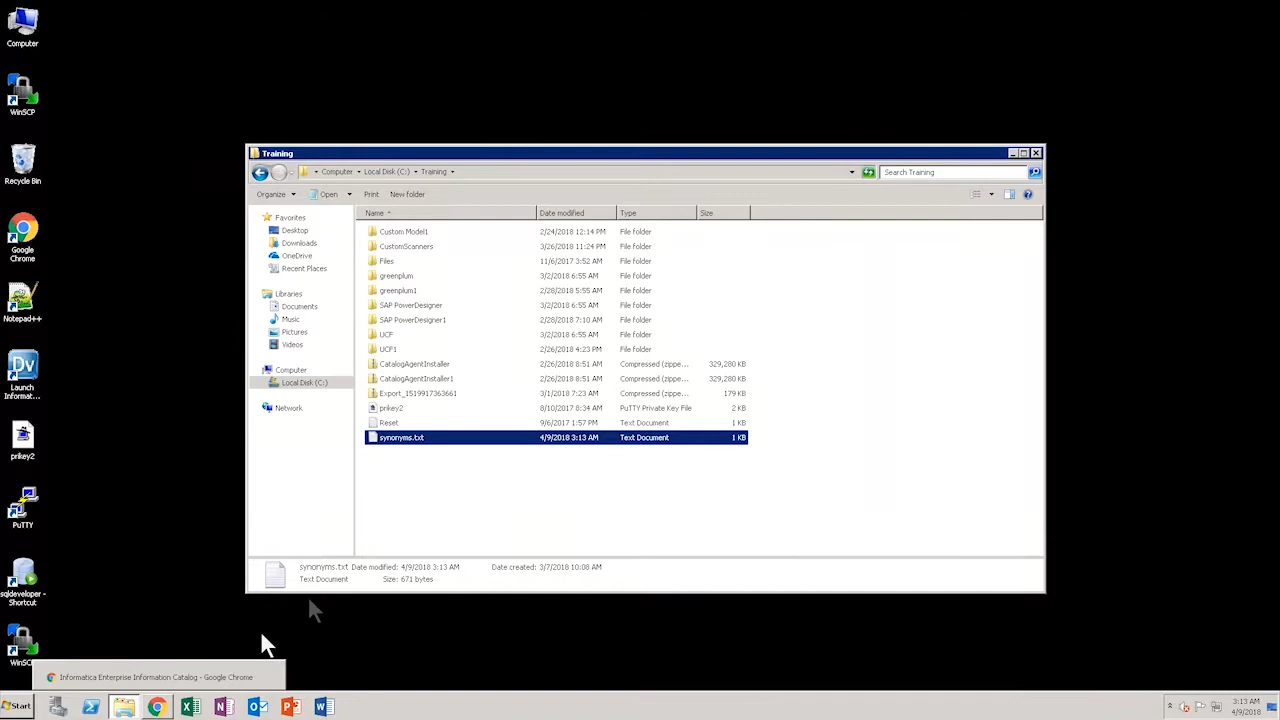 Computer
WinSCP
Recycle Bin
Google
Chrome
Notepad++
Launch
Informat...
prikey2
PuTTY
sqldeveloper -
Shortcut
WinSC
Training
Computer Local Disk (C:) Training
Search Training
Organize Open Print New folder
Name Date modified Type Size
Favorites
Desktop
Downloads
OneDrive
Recent Places
Libraries
Documents
Music
Pictures
Videos
Computer
Local Disk (C:)
Network
Custom Model1 2/24/2018 12:14 PM File folder
CustomScanners 3/26/2018 11:24 PM File folder
Files 11/6/2017 3:52 AM File folder
greenplum 3/2/2018 6:55 AM File folder
greenplum1 2/28/2018 5:55 AM File folder
SAP PowerDesigner 3/2/2018 6:55 AM File folder
SAP PowerDesigner1 2/28/2018 7:10 AM File folder
UCF 3/2/2018 6:55 AM File folder
UCF1 2/26/2018 4:23 PM File folder
CatalogAgentInstaller 2/26/2018 8:51 AM Compressed (zippe... 329,280 KB
CatalogAgentInstaller1 2/26/2018 8:51 AM Compressed (zippe... 329,280 KB
Export_1519917363661 3/1/2018 7:23 AM Compressed (zippe... 179 KB
prikey2 8/10/2017 8:34 AM PuTTY Private Key File 2 KB
Reset 9/6/2017 1:57 PM Text Document 1 KB
synonyms.txt 4/9/2018 3:13 AM Text Document 1 KB
synonyms.txt Date modified: 4/9/2018 3:13 AM Date created: 3/7/2018 10:08 AM
Text Document Size: 671 bytes
Informatica Enterprise Information Catalog - Google Chrome
Start
3:13 AM
4/9/2018